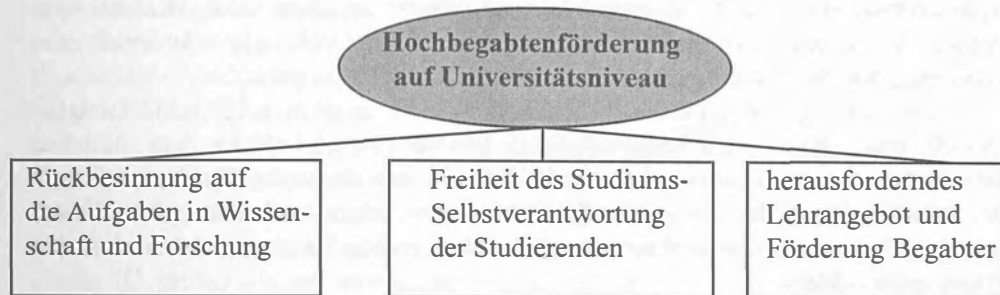 Hochbegabtenförderung
auf Universitätsniveau
Rückbesinnung auf
die Aufgaben in Wissen-
schaft und Forschung
Freiheit des Studiums-
Selbstverantwortung
der Studierenden
herausforderndes
Lehrangebot und
Förderung Begabter